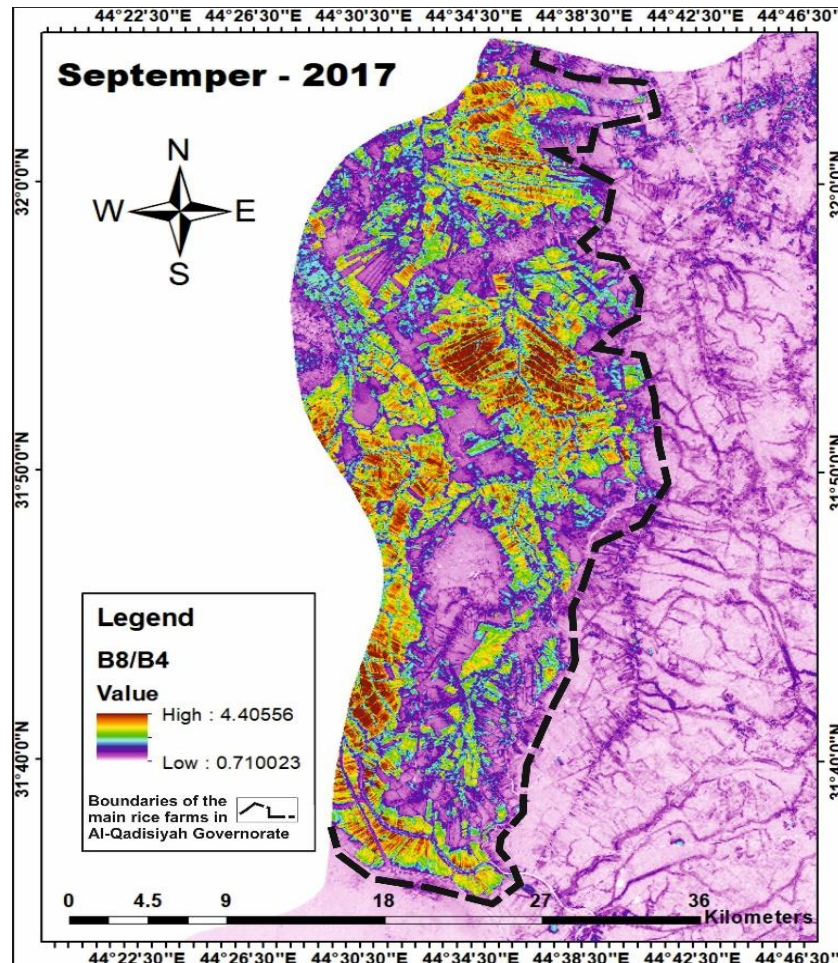 44°22'30"E 44°26'30"E 44°30'30"E 44°34'30"E 44°38'30"E 44°42'30"E 44°46'30"E
Septemper - 2017
N
W E
S
32°0'0"N 32°0'0"N
31°50'0"N 31°50'0"N
31°40'0"N 31°40'0"N
Legend
B8/B4
Value
High : 4.40556
Low : 0.710023
Boundaries of the
main rice farms in
Al-Qadisiyah Governorate
0 4.5 9 18 27 36
Kilometers
44°22'30"E 44°26'30"E 44°30'30"E 44°34'30"E 44°38'30"E 44°42'30"E 44°46'30"E